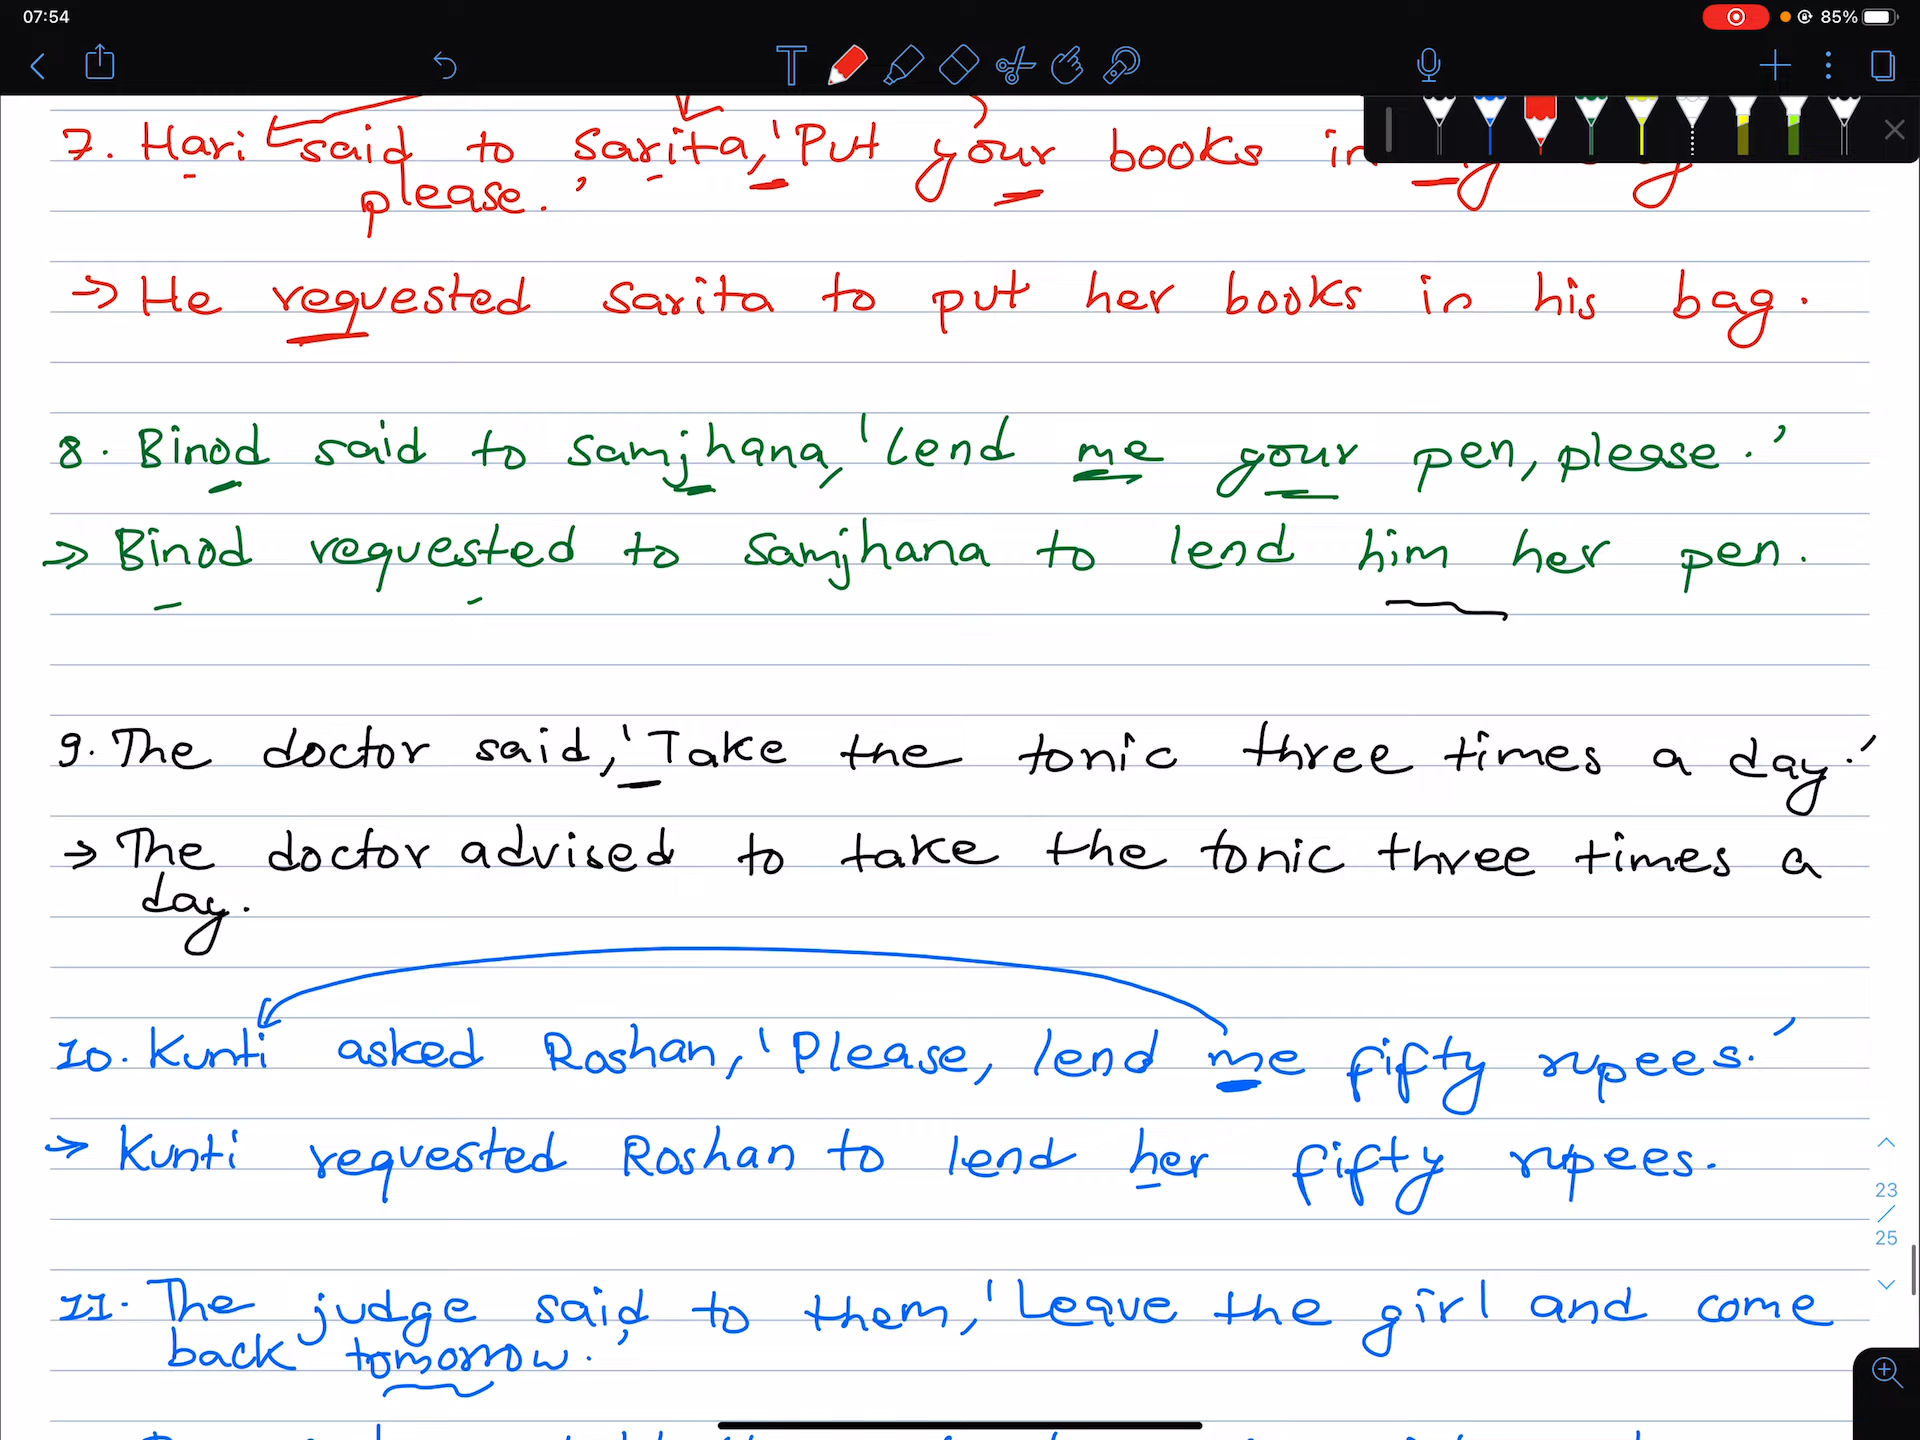 07:54
85%
7. Hari said to Sarita, 'Put your books in
please.'
→ He requested Sarita to put her books in his bag.
8. Binod said to Samjhana, 'Lend me your pen, please.'
→ Binod requested to Samjhana to lend him her pen.
9. The doctor said, 'Take the tonic three times a day.'
→ The doctor advised to take the tonic three times a
day.
10. Kunti asked Roshan, 'Please, lend me fifty rupees.'
→ Kunti requested Roshan to lend her fifty rupees.
23
/
25
11. The judge said to them, 'Leave the girl and come
back tomorrow.'